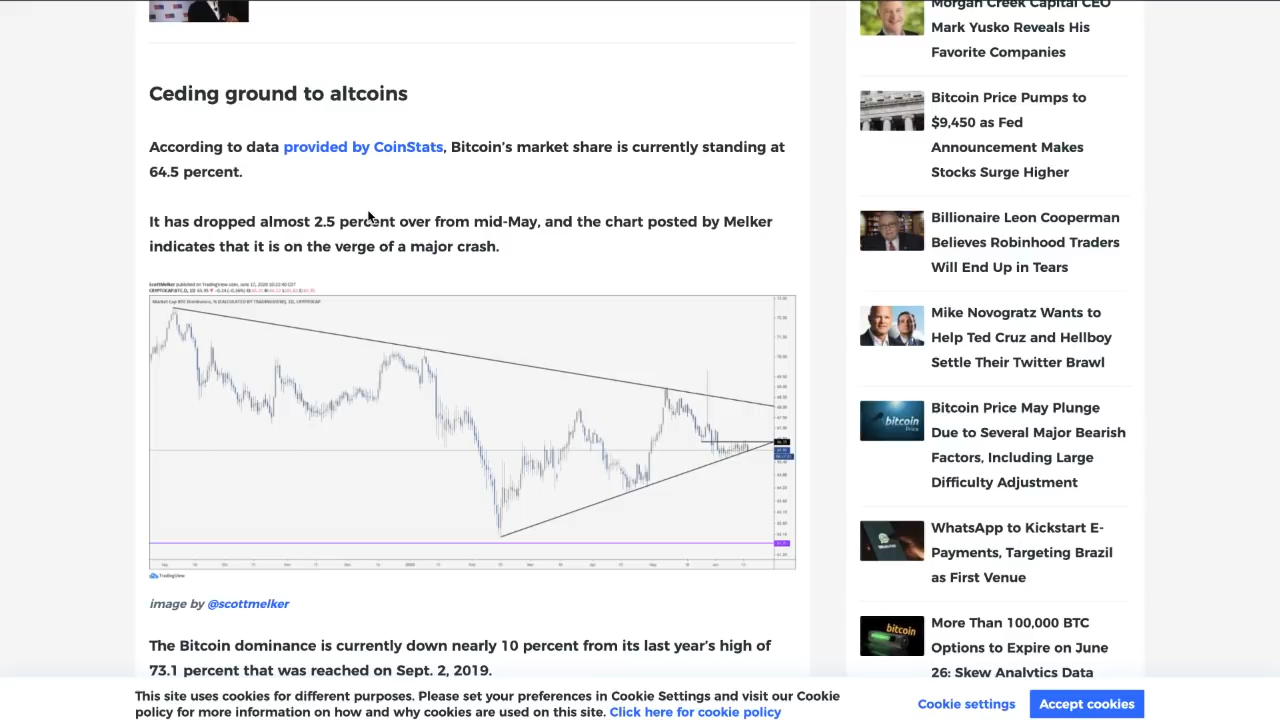 Ceding ground to altcoins
According to data provided by CoinStats, Bitcoin's market share is currently standing at
64.5 percent.
It has dropped almost 2.5 percent over from mid-May, and the chart posted by Melker
indicates that it is on the verge of a major crash.
TradingView
image by @scottmelker
The Bitcoin dominance is currently down nearly 10 percent from its last year's high of
73.1 percent that was reached on Sept. 2, 2019.
Morgan Creek Capital CEO
Mark Yusko Reveals His
Favorite Companies
Bitcoin Price Pumps to
$9,450 as Fed
Announcement Makes
Stocks Surge Higher
Billionaire Leon Cooperman
Believes Robinhood Traders
Will End Up in Tears
Mike Novogratz Wants to
Help Ted Cruz and Hellboy
Settle Their Twitter Brawl
bitcoin
Price
Bitcoin Price May Plunge
Due to Several Major Bearish
Factors, Including Large
Difficulty Adjustment
WhatsApp to Kickstart E-
Payments, Targeting Brazil
as First Venue
bitcoin
More Than 100,000 BTC
Options to Expire on June
26: Skew Analytics Data
This site uses cookies for different purposes. Please set your preferences in Cookie Settings and visit our Cookie
policy for more information on how and why cookies are used on this site. Click here for cookie policy
Cookie settings
Accept cookies